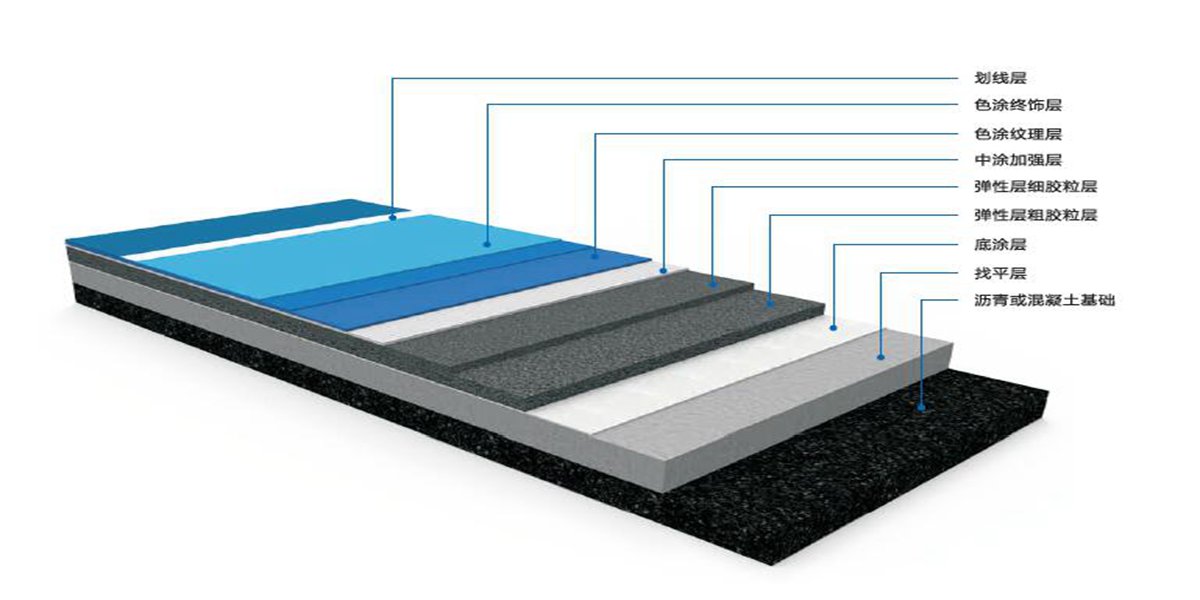 划线层
色涂终饰层
色涂纹理层
中涂加强层
弹性层细胶粒层
弹性层粗胶粒层
底涂层
找平层
沥青或混凝土基础